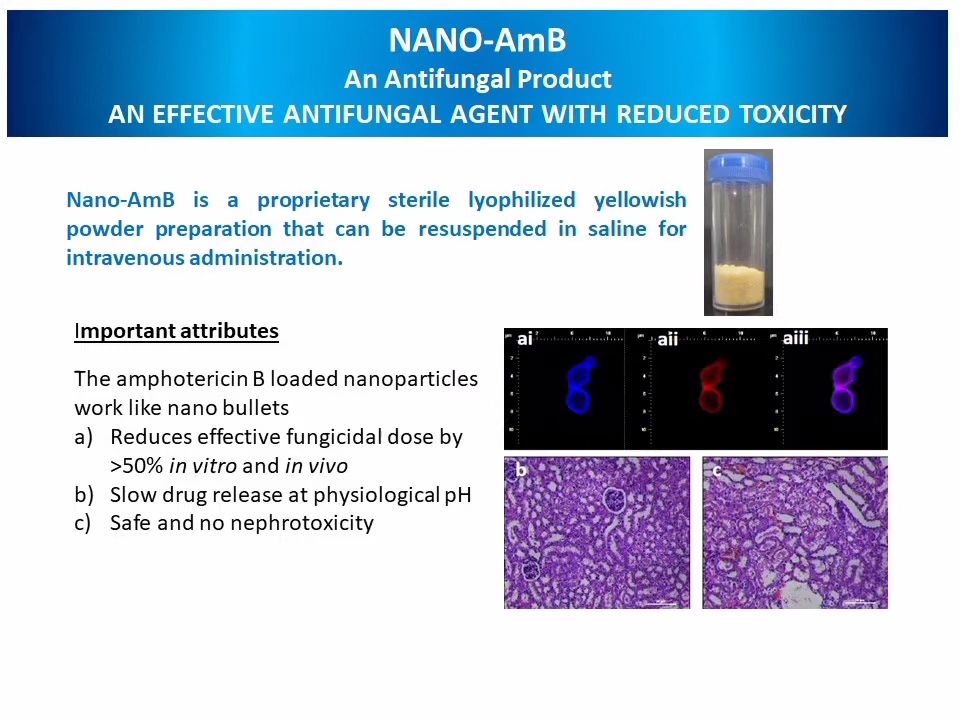 NANO-AmB
An Antifungal Product
AN EFFECTIVE ANTIFUNGAL AGENT WITH REDUCED TOXICITY
Nano-AmB is a proprietary sterile lyophilized yellowish
powder preparation that can be resuspended in saline for
intravenous administration.
Important attributes
The amphotericin B loaded nanoparticles
work like nano bullets
a) Reduces effective fungicidal dose by
>50% in vitro and in vivo
b) Slow drug release at physiological pH
c) Safe and no nephrotoxicity
ai
aii
aiii
b
c